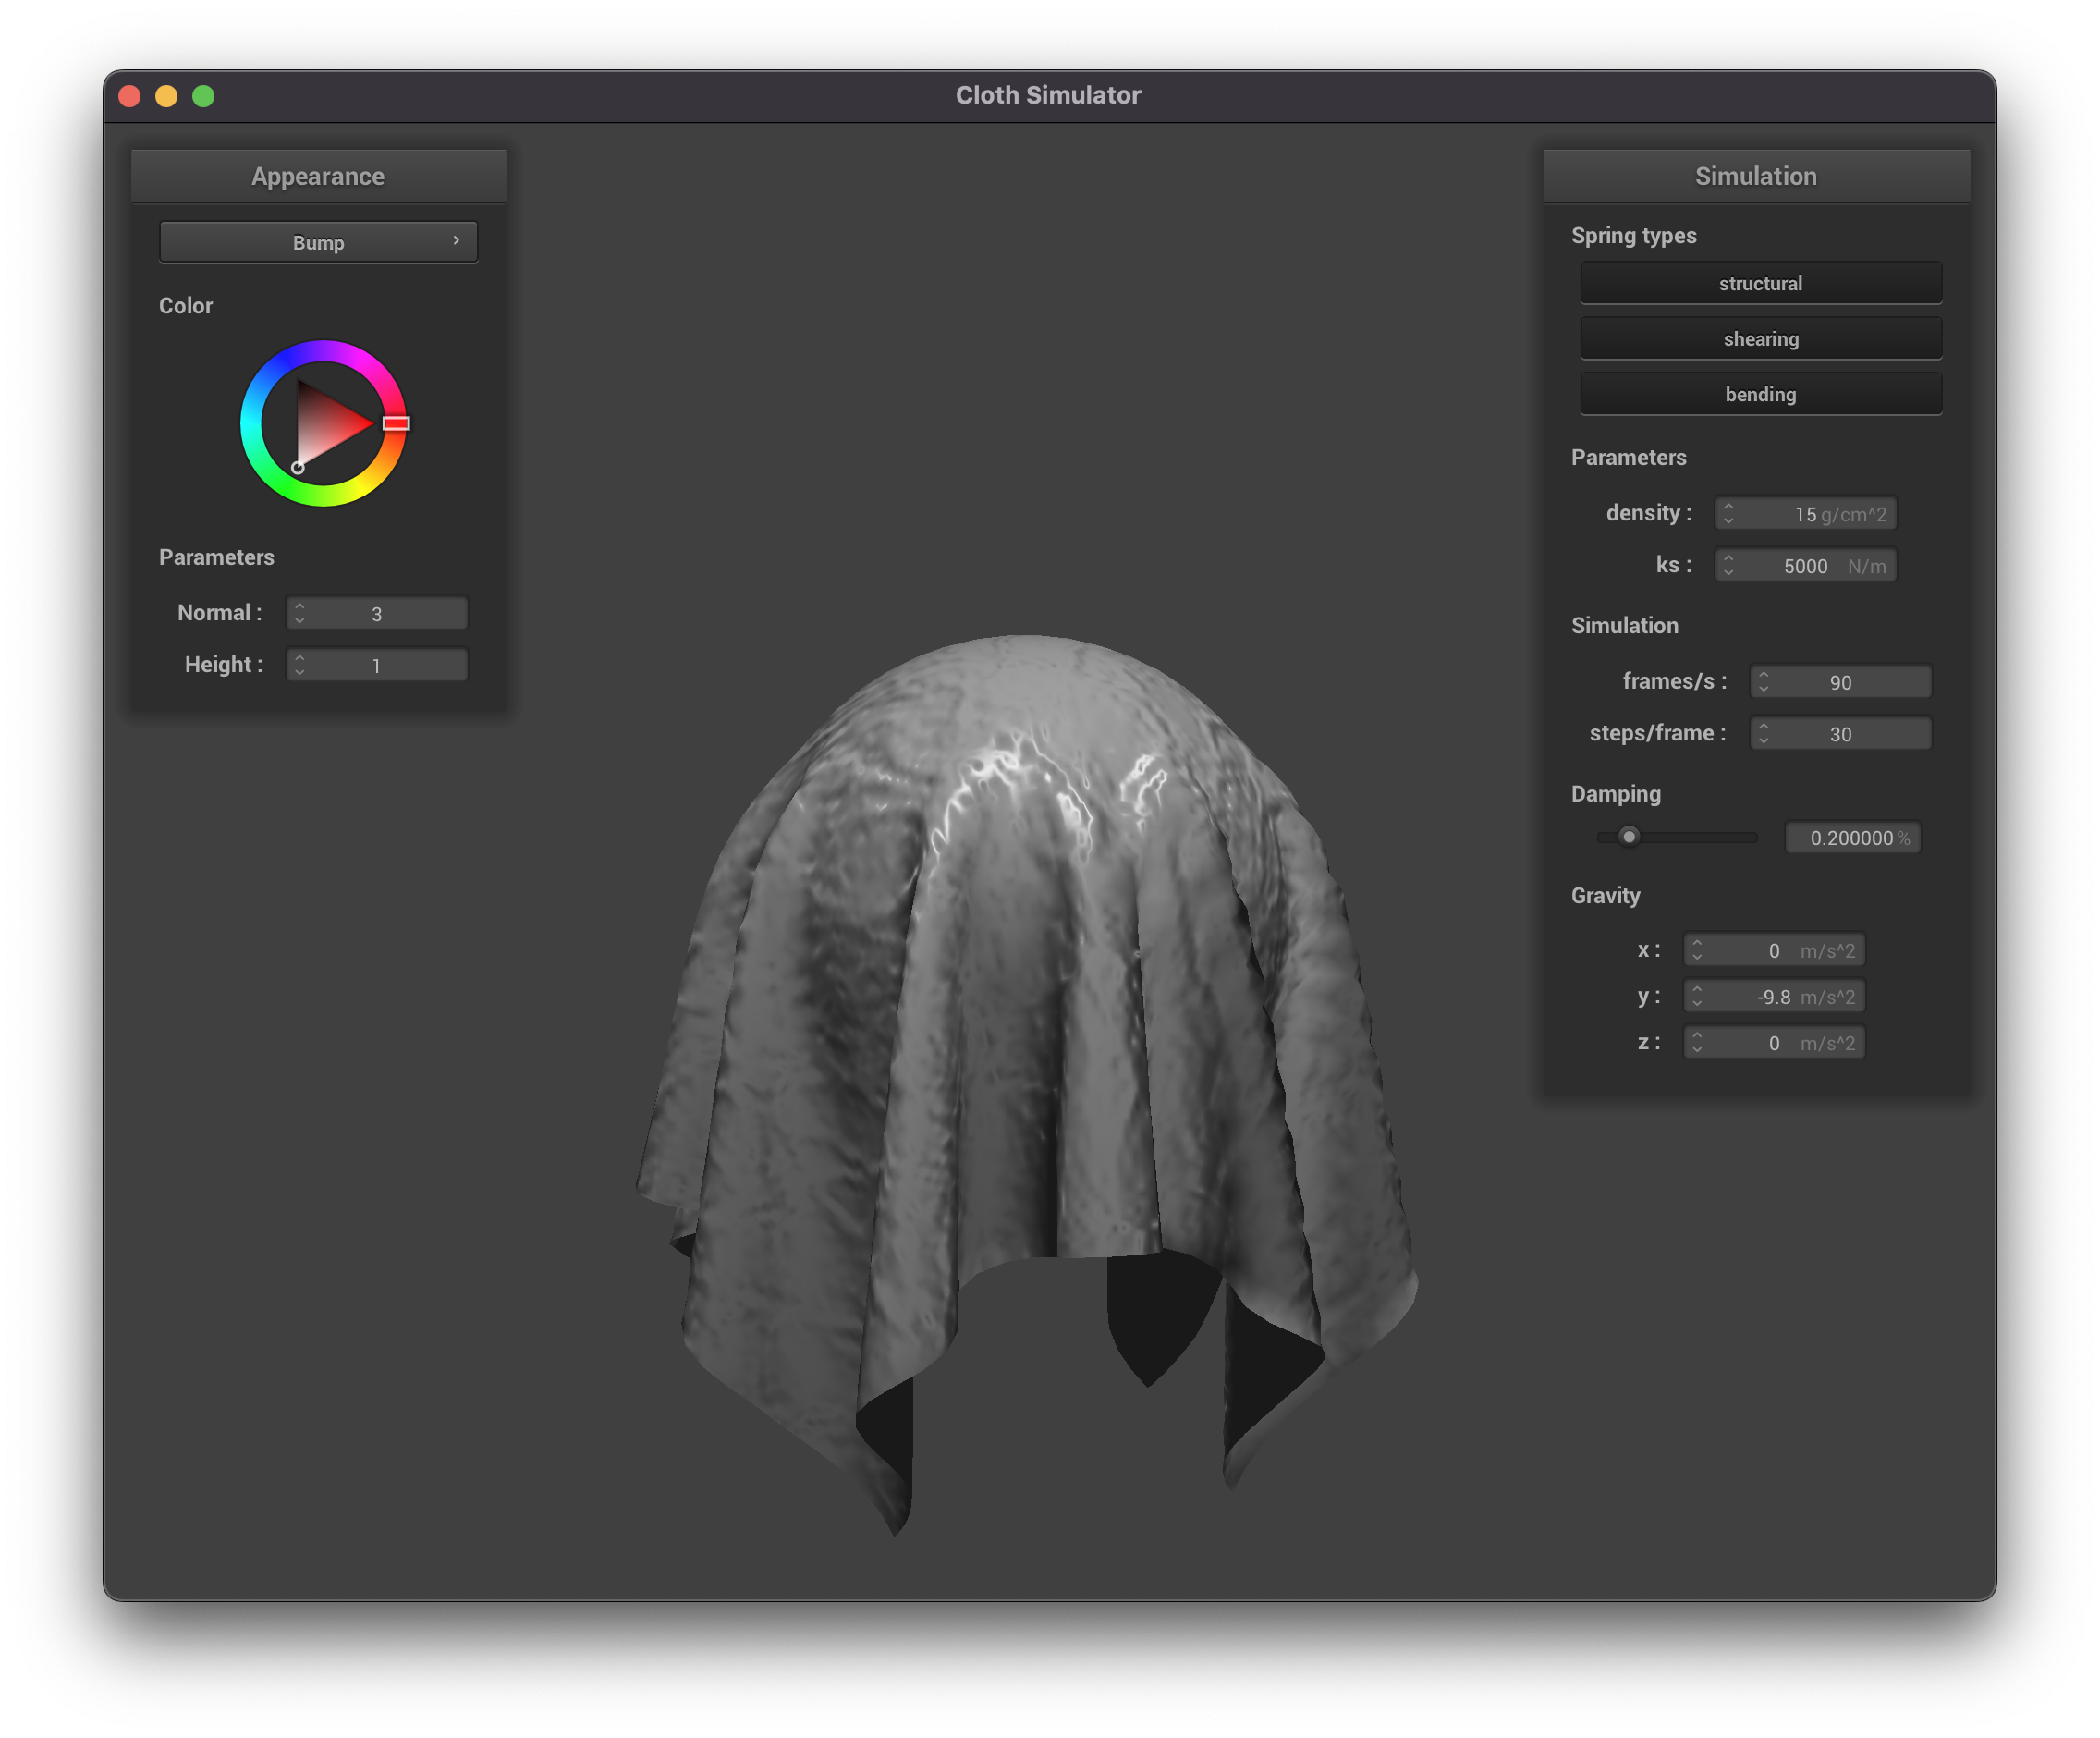 Cloth Simulator
Appearance
Bump
Color
Parameters
Normal : 3
Height : 1
Simulation
Spring types
structural
shearing
bending
Parameters
density : 15 g/cm^2
ks : 5000 N/m
Simulation
frames/s : 90
steps/frame : 30
Damping
0.200000 %
Gravity
x : 0 m/s^2
y : -9.8 m/s^2
z : 0 m/s^2